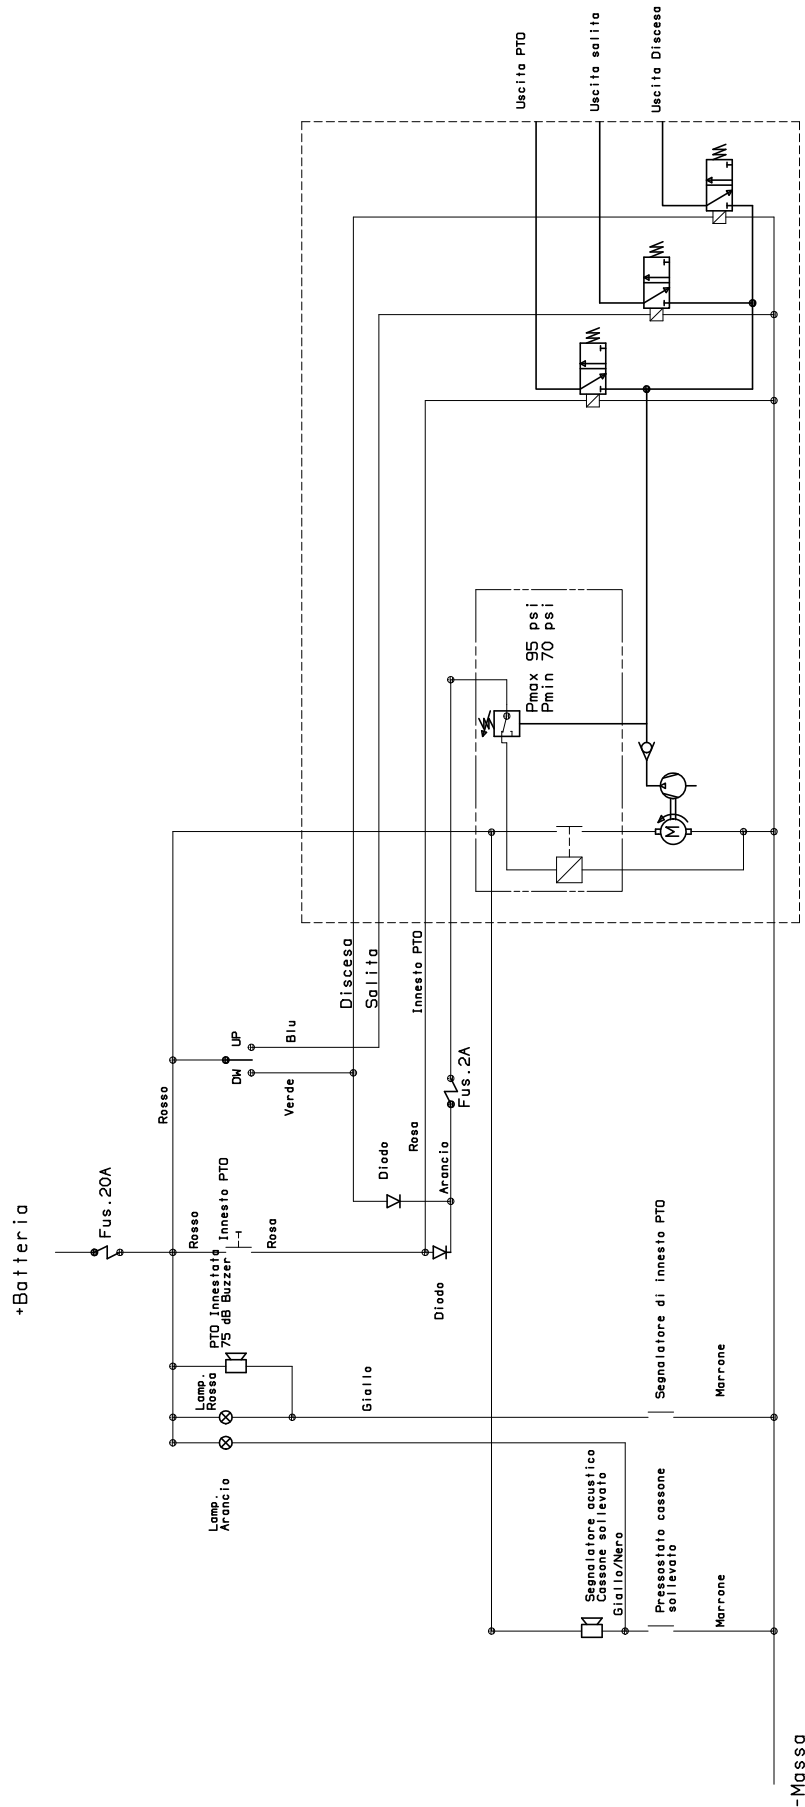 +Batteria
Fus.20A
Rosso
Rosso
Innesto PTO
Rosa
PTO Innestata
75 dB Buzzer
Lamp.
Rossa
Lamp.
Arancio
Giallo
DW
UP
Verde
Blu
Discesa
Salita
Diodo
Diodo
Rosa
Arancio
Innesto PTO
Fus.2A
Pmax 95 psi
Pmin 70 psi
M
Uscita PTO
Uscita salita
Uscita Discesa
Segnalatore acustico
Cassone sollevato
Giallo/Nero
Segnalatore di innesto PTO
Pressostato cassone
sollevato
Marrone
Marrone
-Massa